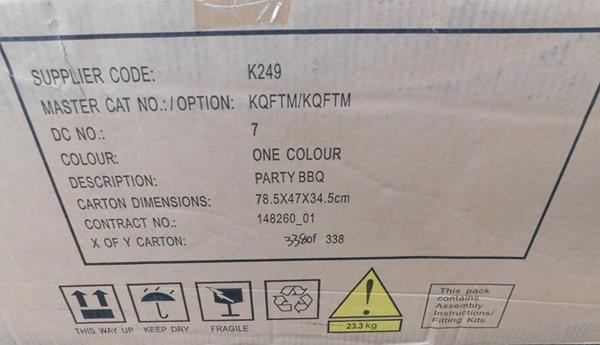 SUPPLIER CODE: K249
MASTER CAT NO.:/OPTION: KQFTM/KQFTM
DC NO.: 7
COLOUR: ONE COLOUR
DESCRIPTION: PARTY BBQ
CARTON DIMENSIONS: 78.5X47X34.5cm
CONTRACT NO.: 148260_01
X OF Y CARTON: of 338
THIS WAY UP KEEP DRY FRAGILE
23.3 kg
This pack
contains
Assembly
Instructions/
Fitting Kits